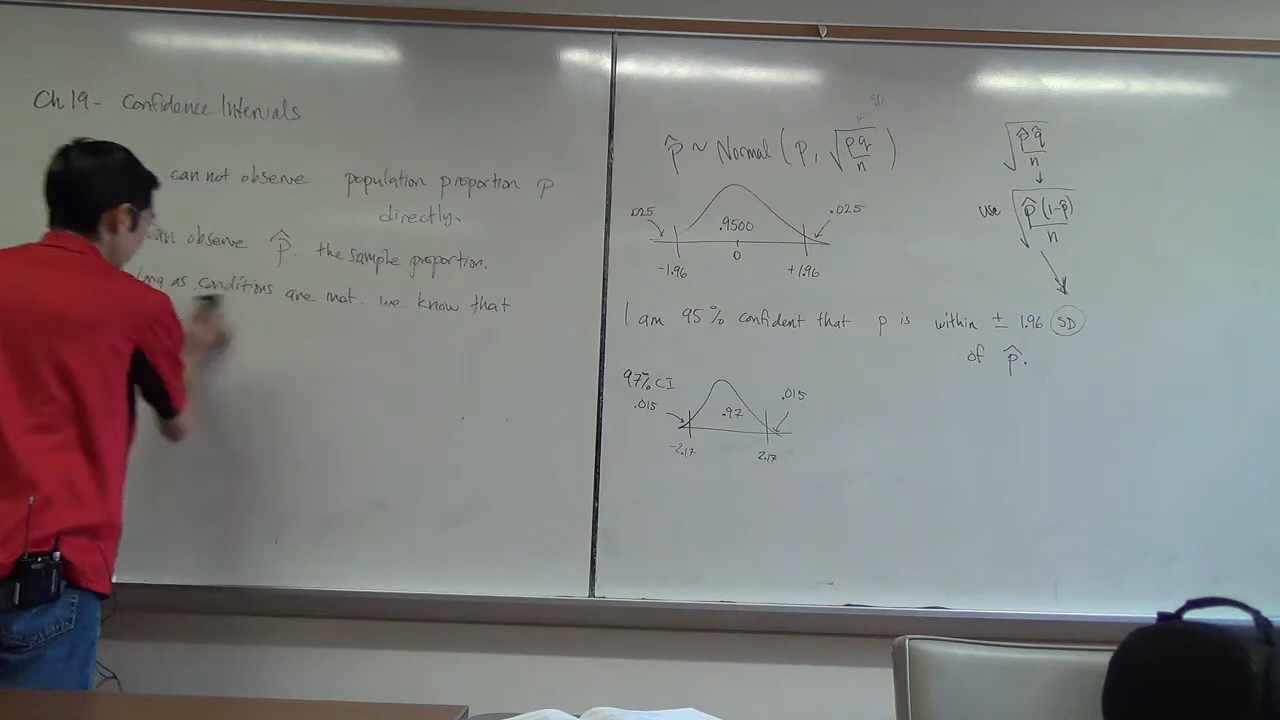 Ch 19 - Confidence Intervals
can not observe population proportion p
directly.
can observe p̂. the sample proportion.
long as conditions are met. we know that
SD
p̂ ~ Normal (p, √(pq/n))
.025 .9500 .025
-1.96 0 +1.96
√(p̂q̂/n)
↓
use √(p̂(1-p̂)/n)
I am 95% confident that p is within ± 1.96 SD
of p̂.
97% CI
.015 .97 .015
-2.17 2.17